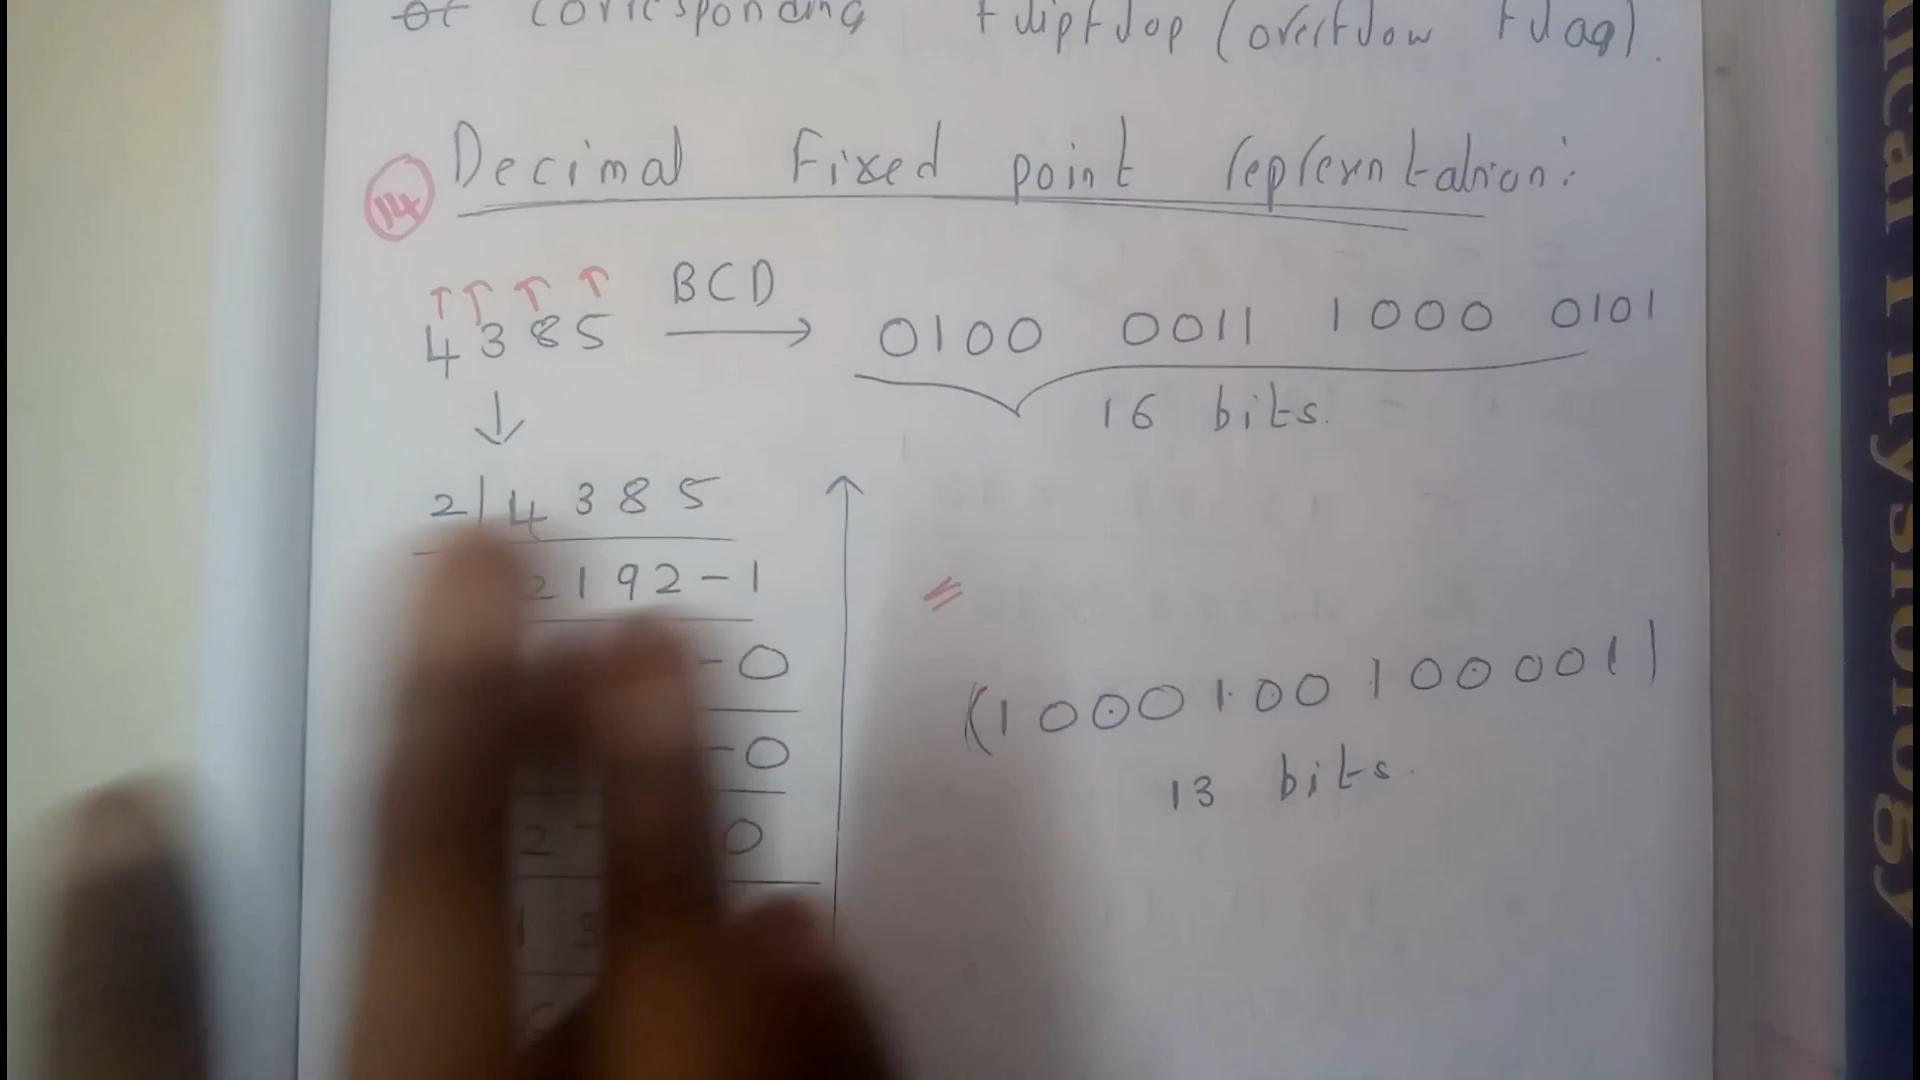 of corresponding flipflop (overflow flag).
14 Decimal Fixed point representation:
4385 BCD → 0100 0011 1000 0101
16 bits.
2|4385
2192-1
-0
-0
0
(1000100100001)
13 bits.